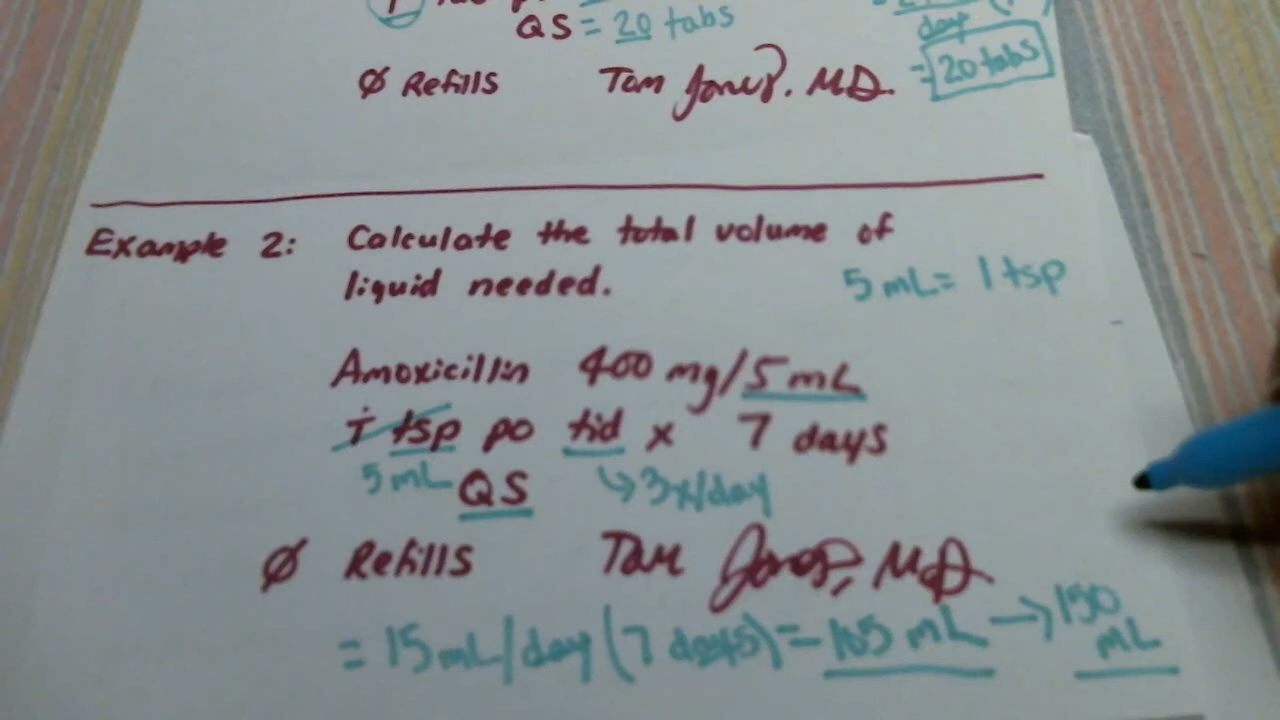 QS = 20 tabs
day
= 20 tabs
Ø Refills Tom Jones, M.D.
Example 2: Calculate the total volume of
liquid needed.
5 mL = 1 tsp
Amoxicillin 400 mg/5 mL
i tsp po tid x 7 days
5 mL QS ↳ 3x/day
Ø Refills Tom Jones, M.D.
= 15 mL/day (7 days) = 105 mL → 150
mL